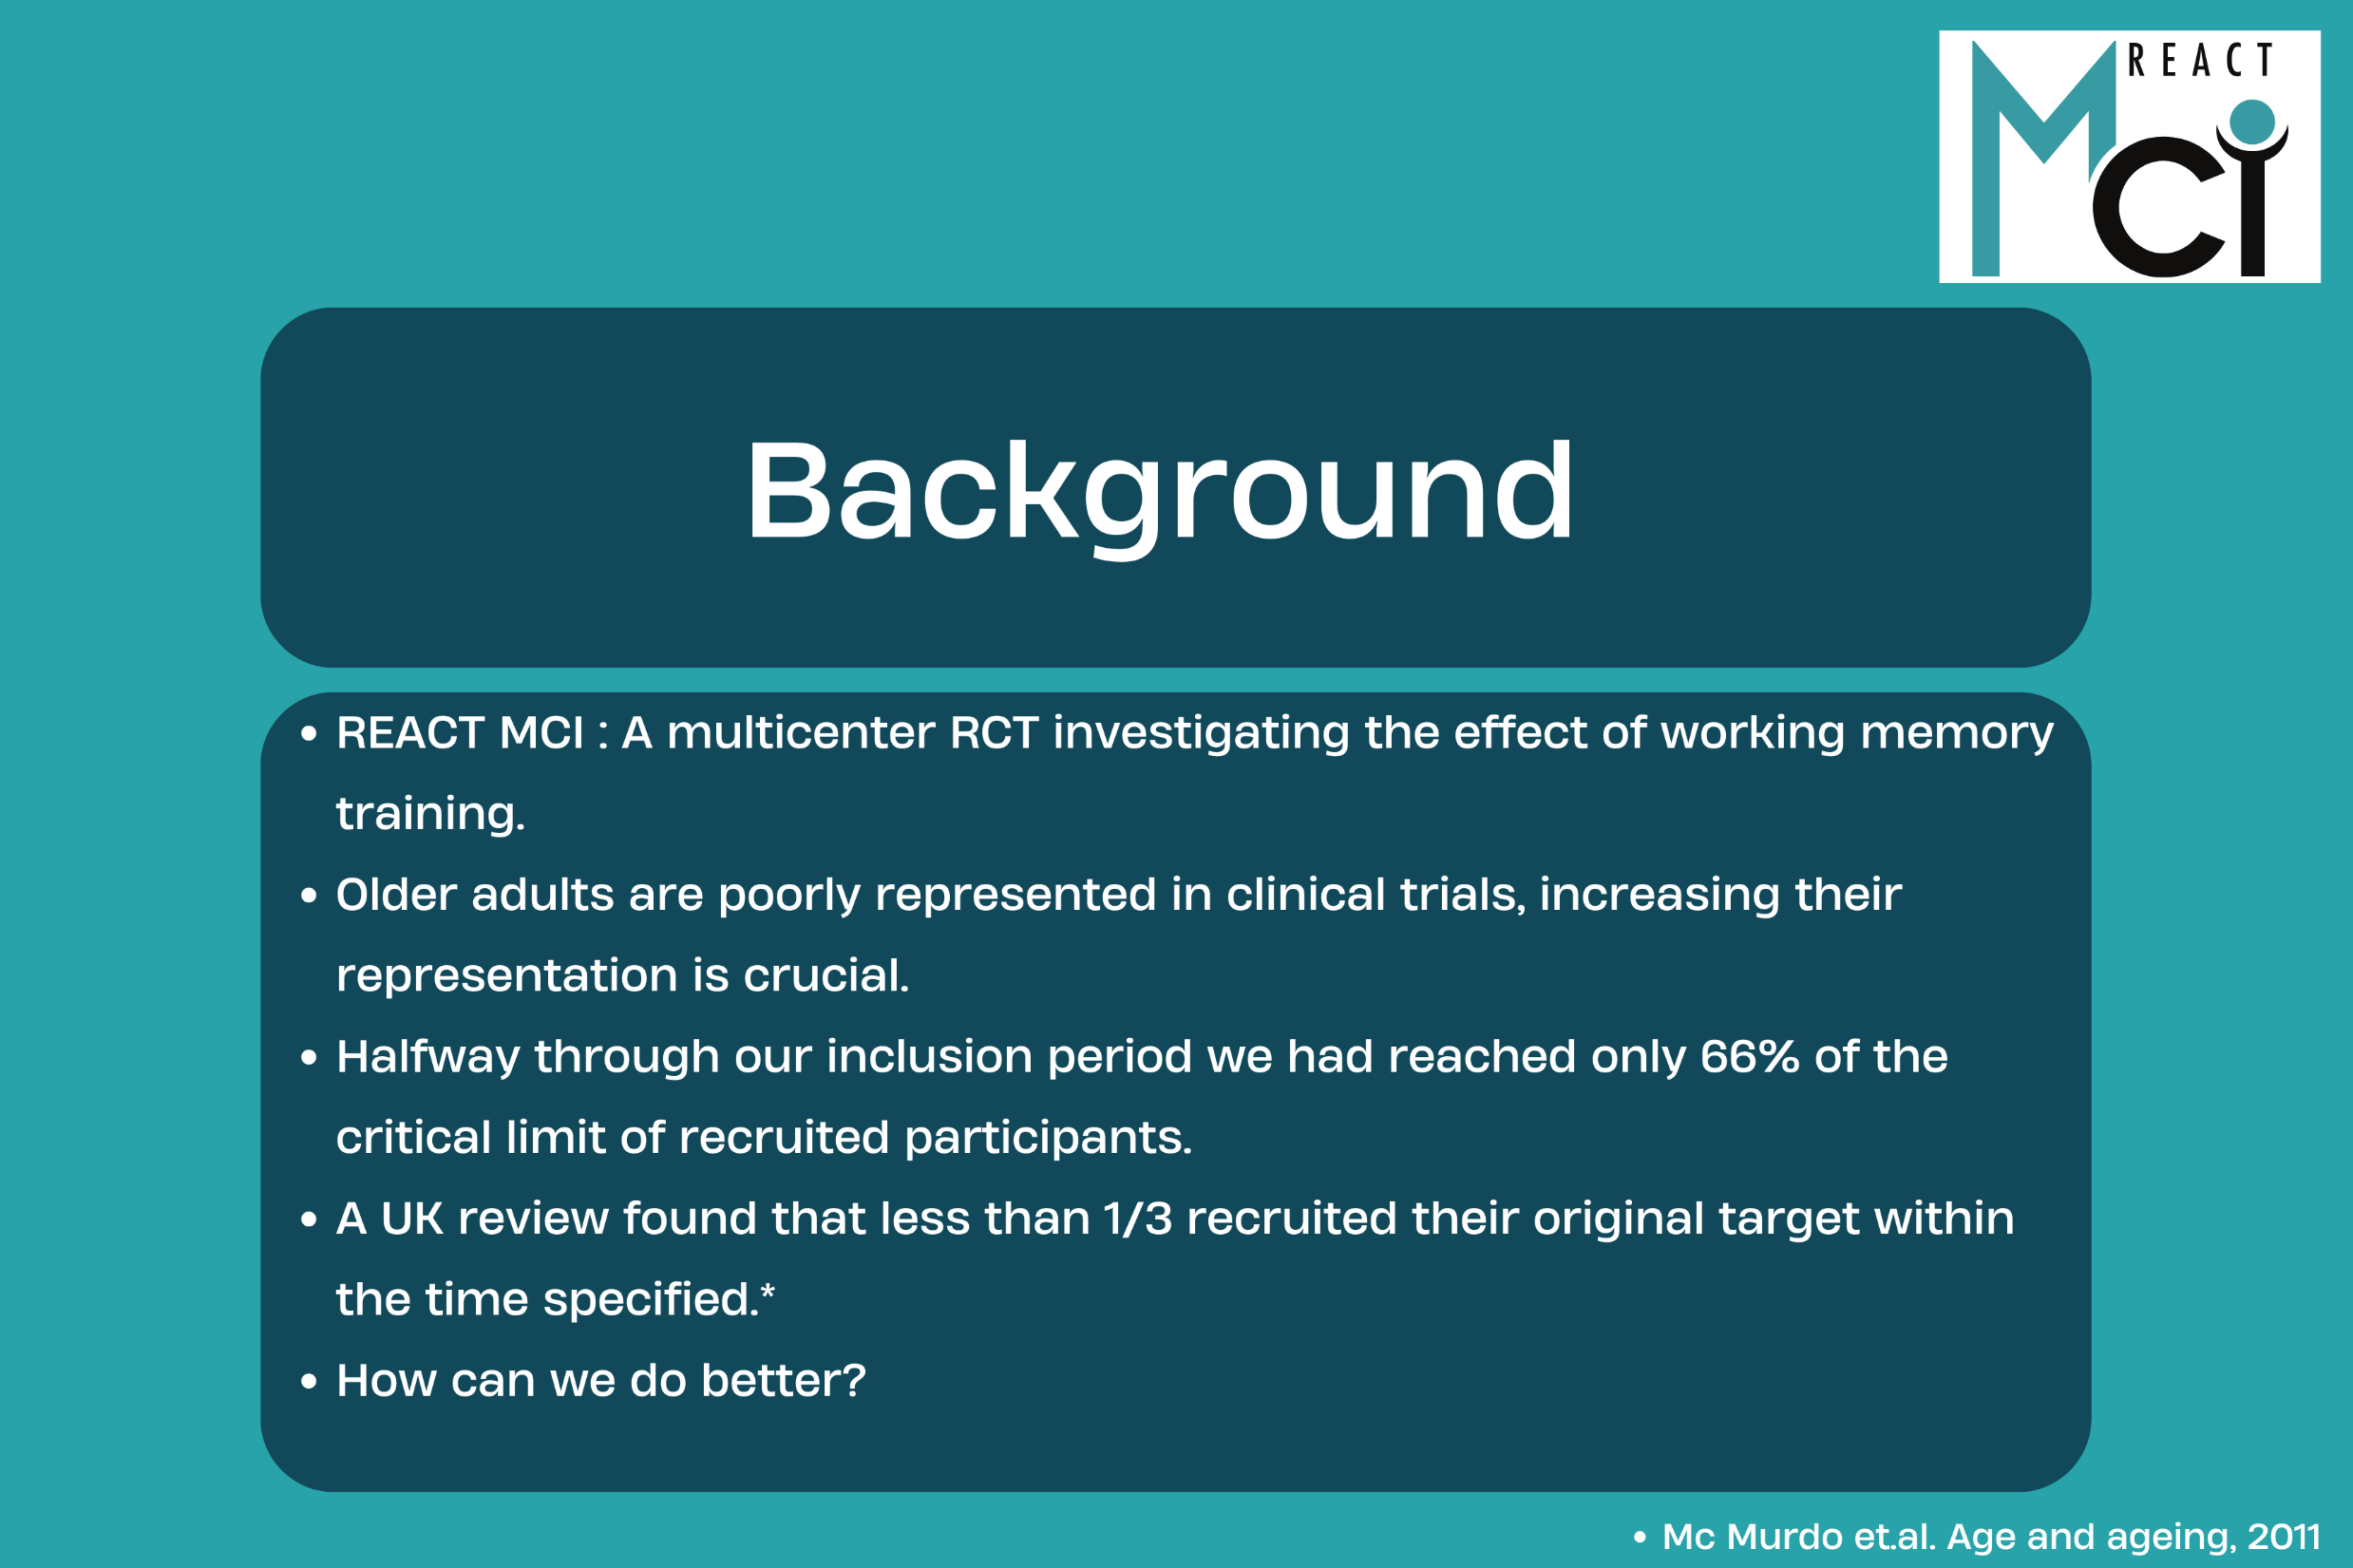 REACT
MCi
Background
• REACT MCI : A multicenter RCT investigating the effect of working memory
training.
• Older adults are poorly represented in clinical trials, increasing their
representation is crucial.
• Halfway through our inclusion period we had reached only 66% of the
critical limit of recruited participants.
• A UK review found that less than 1/3 recruited their original target within
the time specified.*
• How can we do better?
• Mc Murdo et.al. Age and ageing, 2011